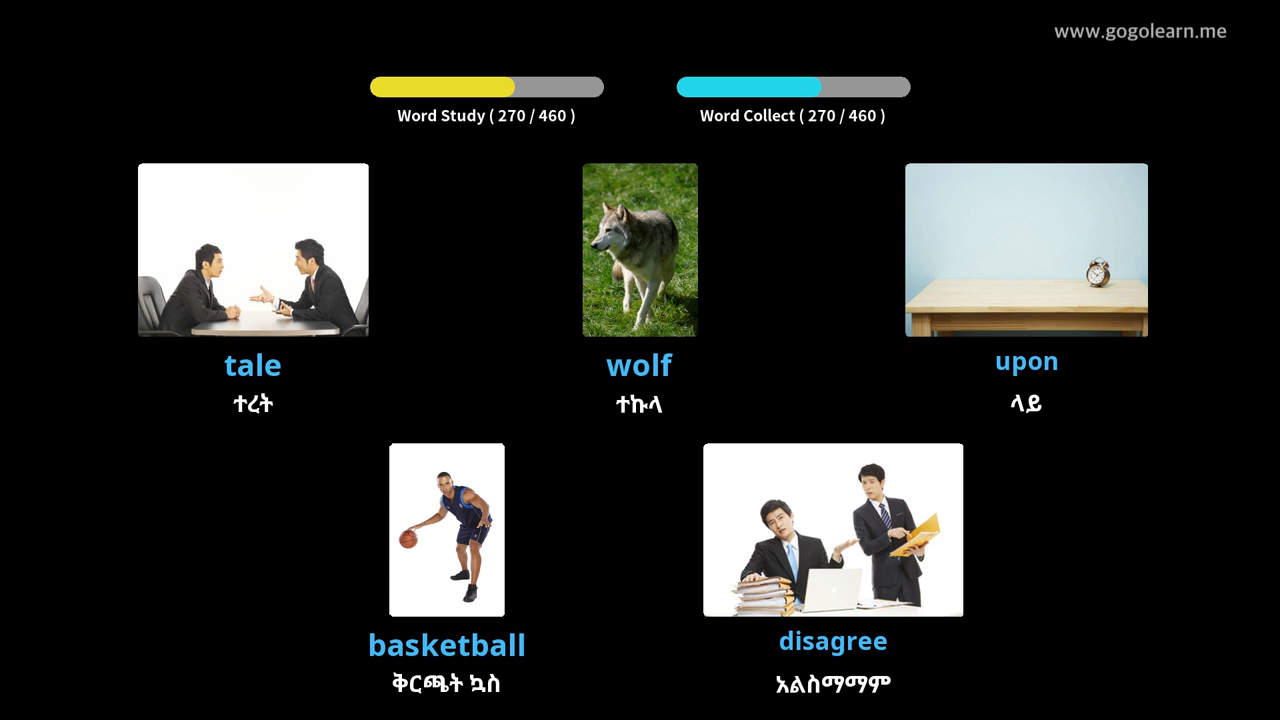 www.gogolearn.me
Word Study ( 270 / 460 )
Word Collect ( 270 / 460 )
tale
ተረት
wolf
ተኩላ
upon
ላይ
basketball
ቅርጫት ኳስ
disagree
አልስማማም